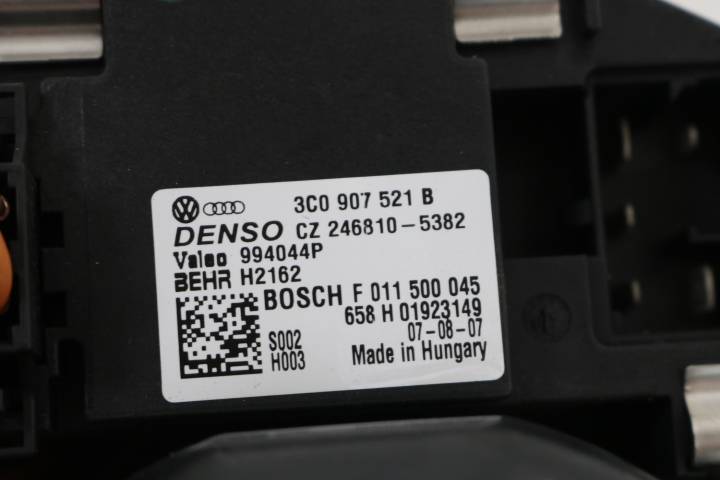 3C0 907 521 B
DENSO CZ 246810-5382
Valeo 994044P
BEHR H2162
BOSCH F 011 500 045
658 H 01923149
S002 07-08-07
H003 Made in Hungary